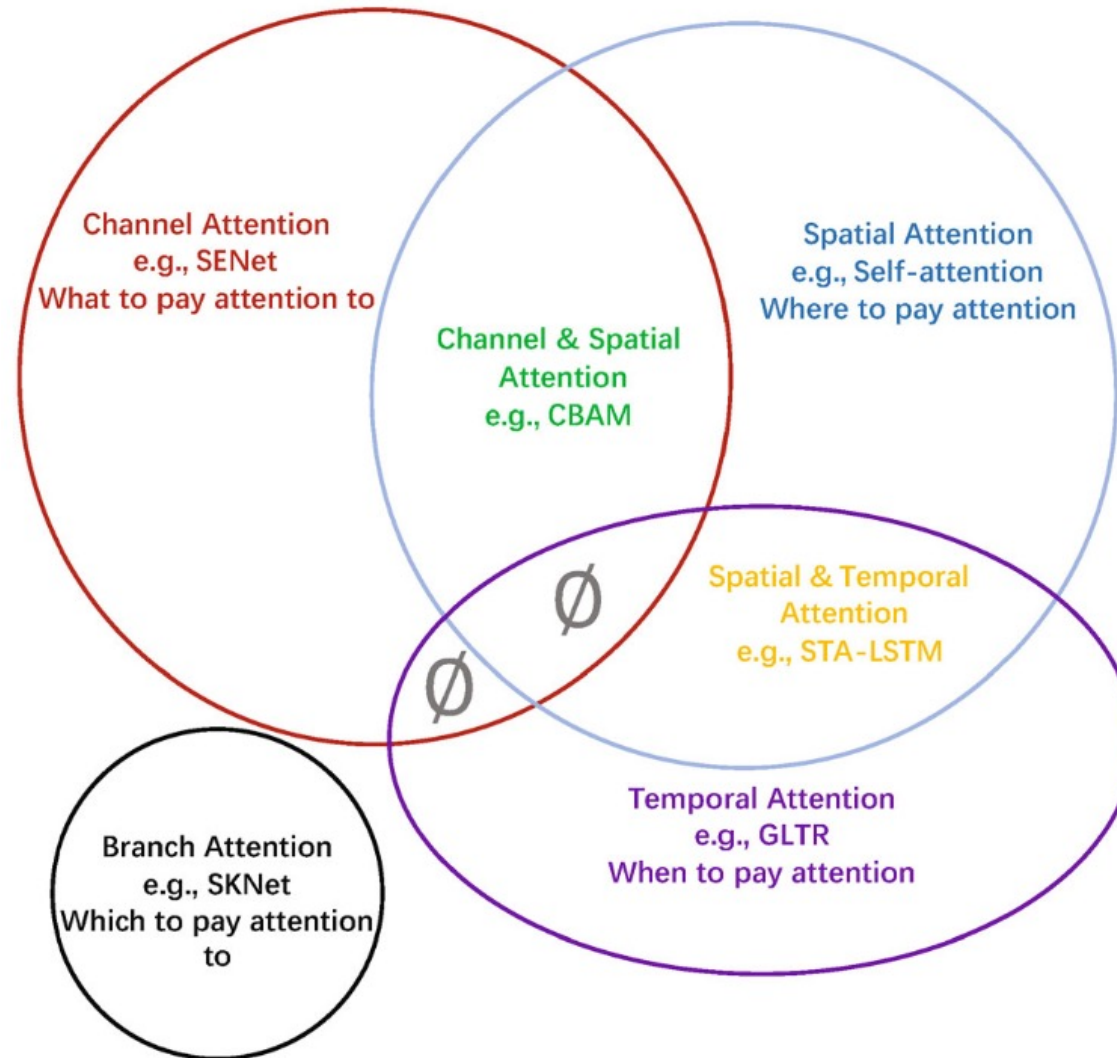 Channel Attention
e.g., SENet
What to pay attention to
Spatial Attention
e.g., Self-attention
Where to pay attention
Channel & Spatial
Attention
e.g., CBAM
Ø
Ø
Spatial & Temporal
Attention
e.g., STA-LSTM
Temporal Attention
e.g., GLTR
When to pay attention
Branch Attention
e.g., SKNet
Which to pay attention
to